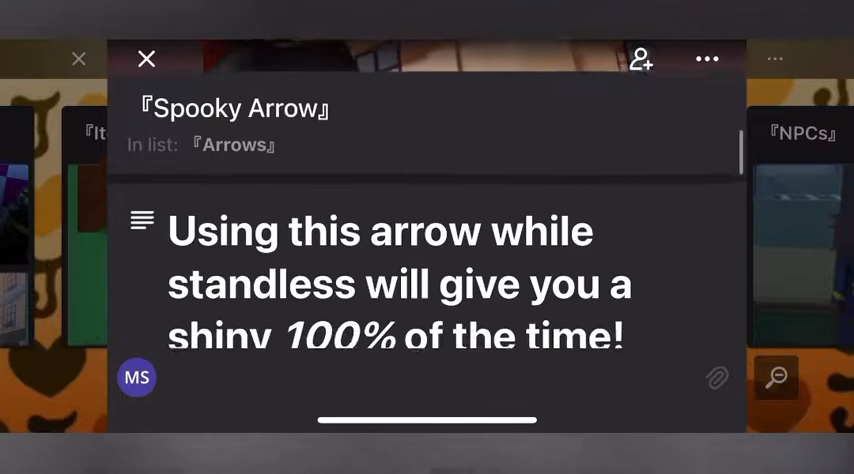 『Spooky Arrow』
In list: 『Arrows』
『It
『NPCs』
Using this arrow while
standless will give you a
shiny 100% of the time!
MS